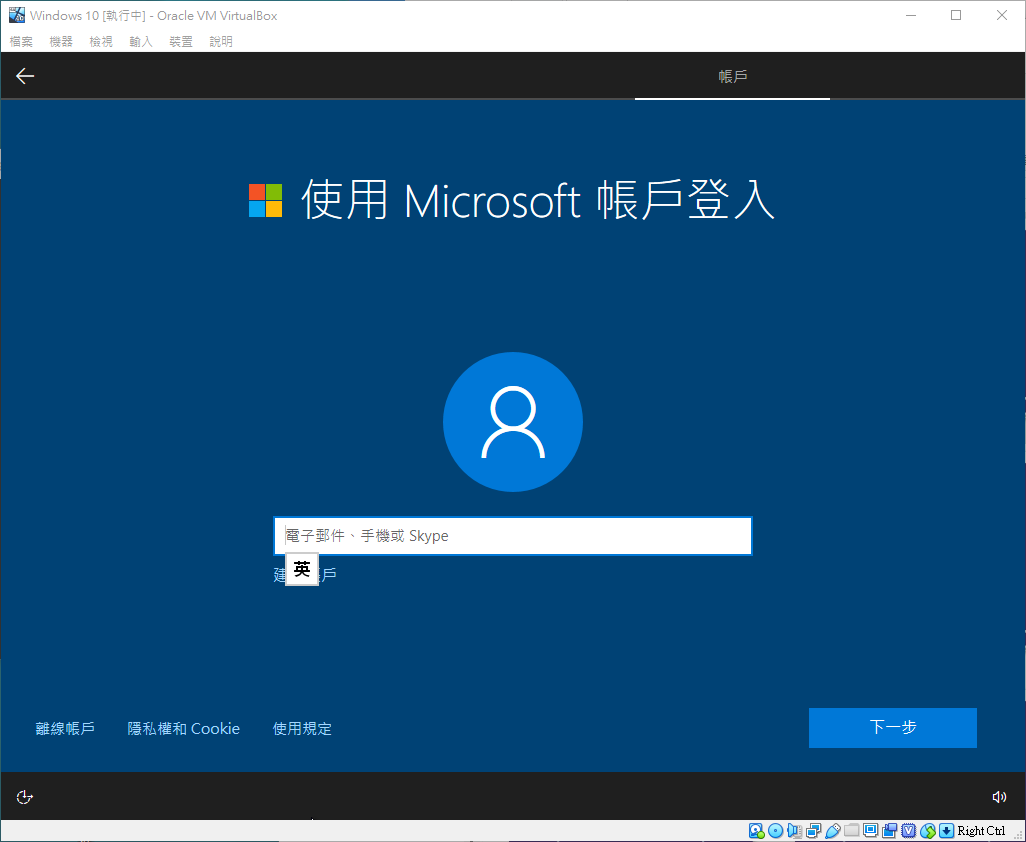 Windows 10 [執行中] - Oracle VM VirtualBox
檔案 機器 檢視 輸入 裝置 說明
帳戶
使用 Microsoft 帳戶登入
電子郵件、手機或 Skype
英
建 戶
離線帳戶 隱私權和 Cookie 使用規定 下一步
Right Ctrl